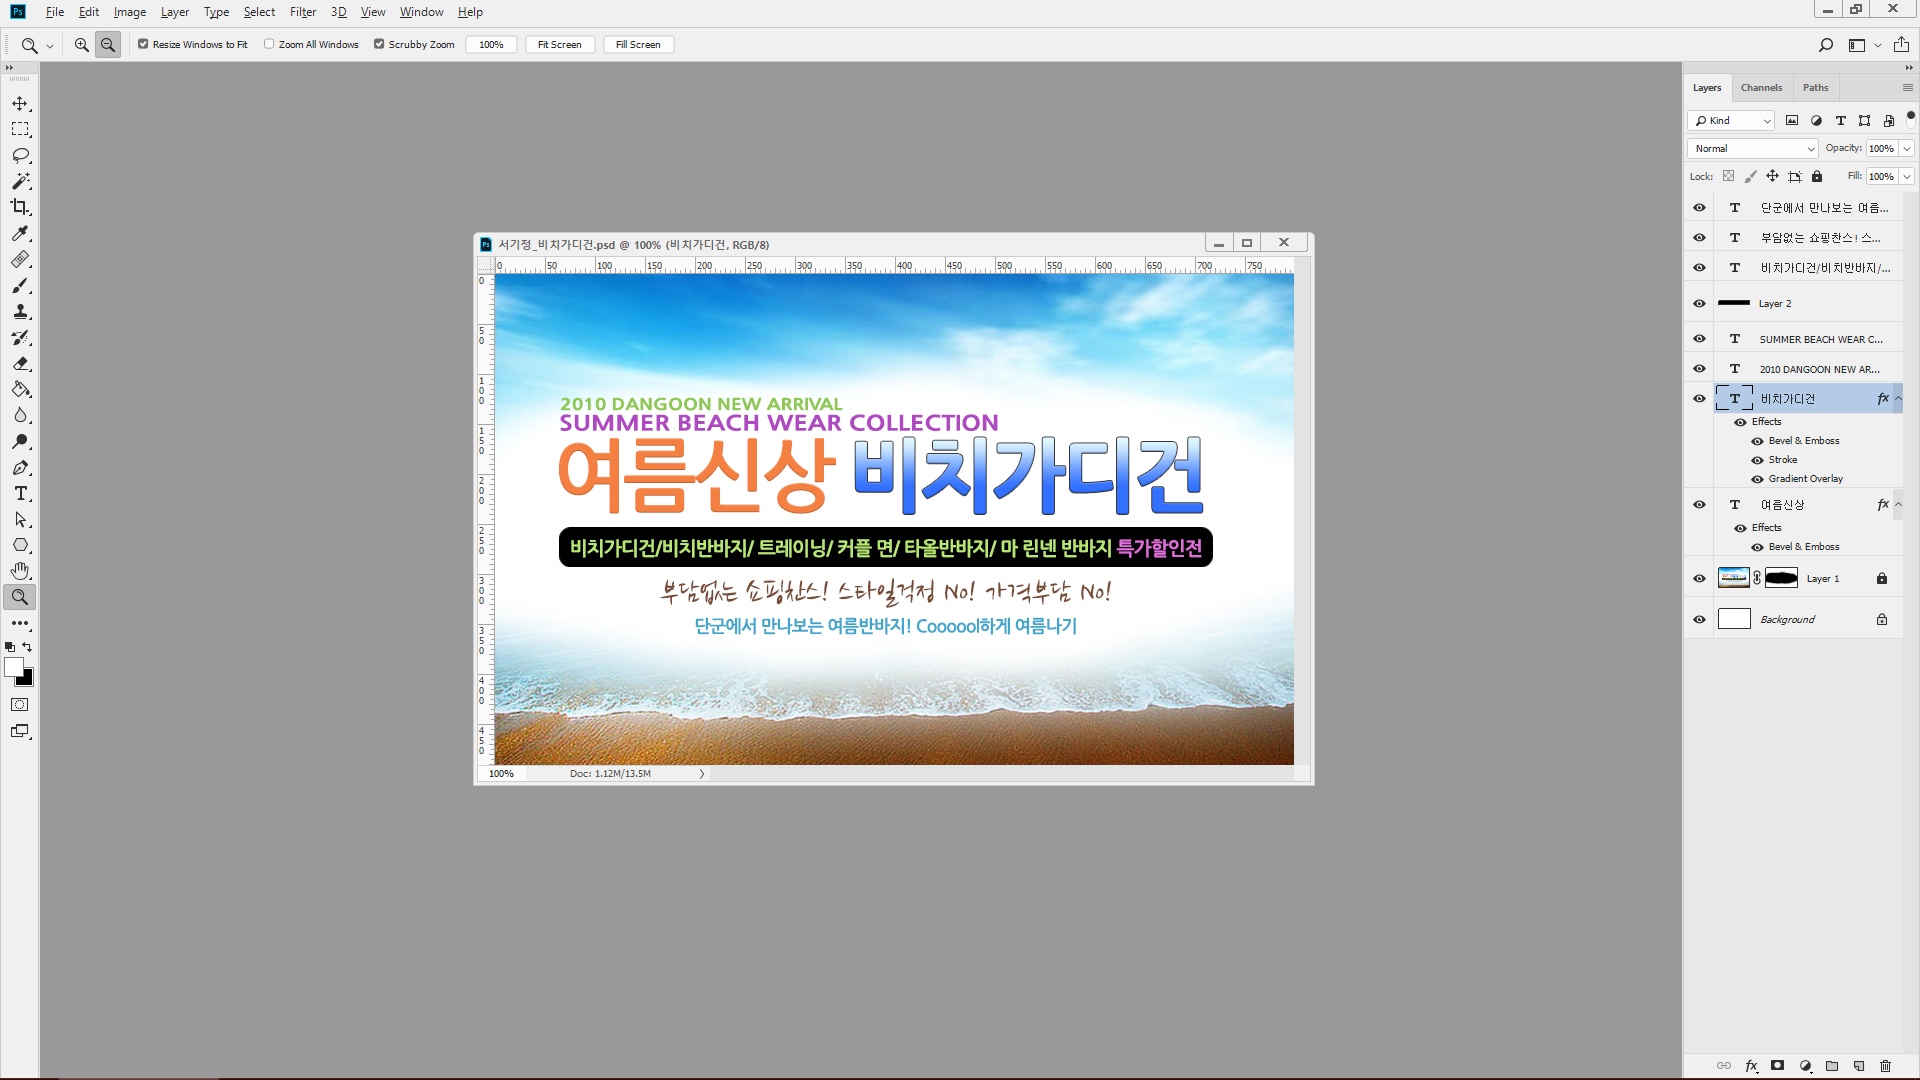 File Edit Image Layer Type Select Filter 3D View Window Help
Resize Windows to Fit Zoom All Windows Scrubby Zoom 100% Fit Screen Fill Screen
서기정_비치가디건.psd @ 100% (비치가디건, RGB/8)
0 50 100 150 200 250 300 350 400 450 500 550 600 650 700 750
0 50 100 150 200 250 300 350 400 450
2010 DANGOON NEW ARRIVAL
SUMMER BEACH WEAR COLLECTION
여름신상 비치가디건
비치가디건/비치반바지/ 트레이닝/ 커플 면/ 타올반바지/ 마 린넨 반바지 특가할인전
부담없는 쇼핑찬스! 스타일걱정 No! 가격부담 No!
단군에서 만나보는 여름반바지! Coooool하게 여름나기
100% Doc: 1.12M/13.5M
Layers Channels Paths
Kind
Normal Opacity: 100%
Lock: Fill: 100%
단군에서 만나보는 여름...
부담없는 쇼핑찬스! 스...
비치가디건/비치반바지/...
Layer 2
SUMMER BEACH WEAR C...
2010 DANGOON NEW AR...
비치가디건 fx
Effects
Bevel & Emboss
Stroke
Gradient Overlay
여름신상 fx
Effects
Bevel & Emboss
Layer 1
Background
fx